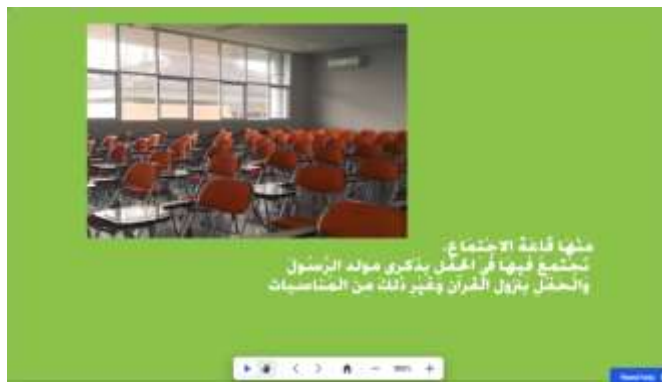 منها قاعة الاجتماع.
نجتمع فيها في الحفل بذكرى مولد الرسول
والحفل بنزول القرآن وغير ذلك من المناسبات